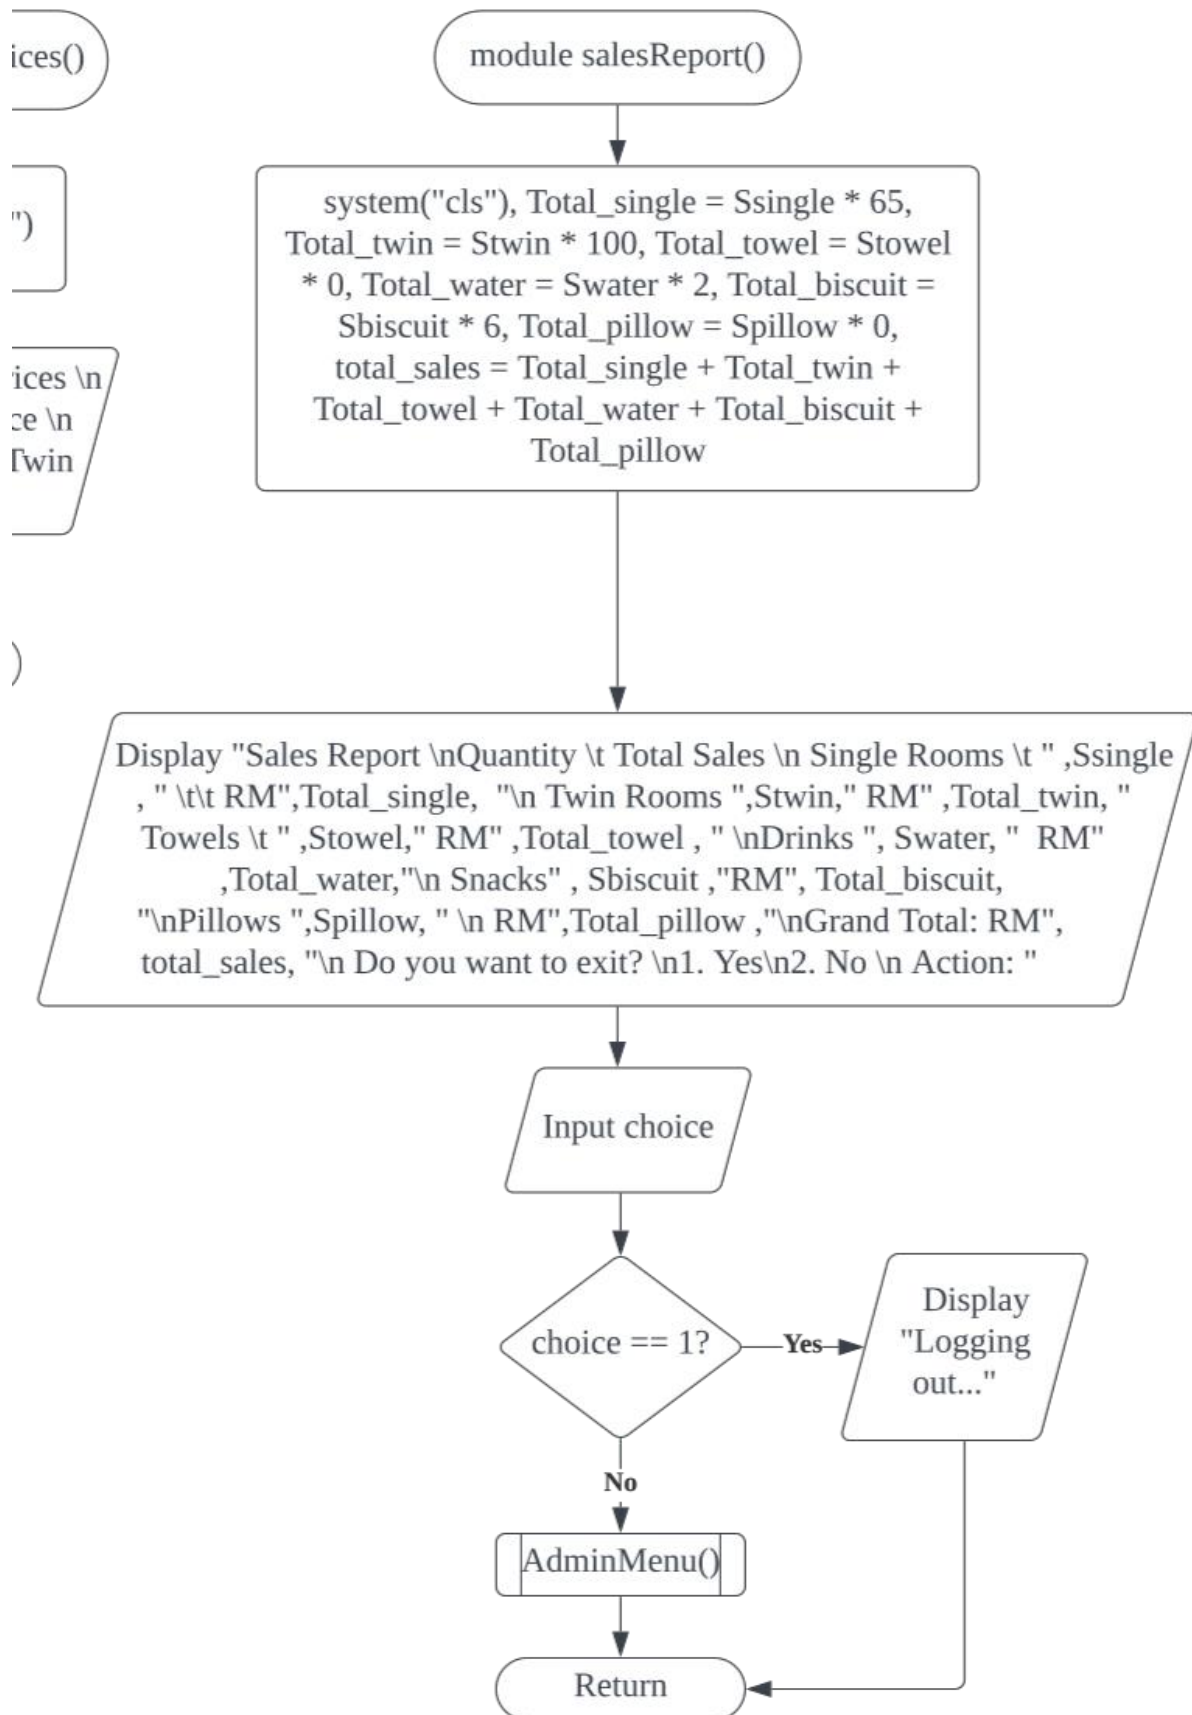 ices()
")
ices \n
ce \n
Twin
module salesReport()
system("cls"), Total_single = Ssingle * 65,
Total_twin = Stwin * 100, Total_towel = Stowel
* 0, Total_water = Swater * 2, Total_biscuit =
Sbiscuit * 6, Total_pillow = Spillow * 0,
total_sales = Total_single + Total_twin +
Total_towel + Total_water + Total_biscuit +
Total_pillow
Display "Sales Report \nQuantity \t Total Sales \n Single Rooms \t " ,Ssingle
, " \t\t RM",Total_single,  "\n Twin Rooms ",Stwin," RM" ,Total_twin, "
Towels \t " ,Stowel," RM" ,Total_towel , " \nDrinks ", Swater, "  RM"
,Total_water,"\n Snacks" , Sbiscuit ,"RM", Total_biscuit,
"\nPillows ",Spillow, " \n RM",Total_pillow ,"\nGrand Total: RM",
total_sales, "\n Do you want to exit? \n1. Yes\n2. No \n Action: "
Input choice
choice == 1?
Yes
Display
"Logging
out..."
No
AdminMenu()
Return